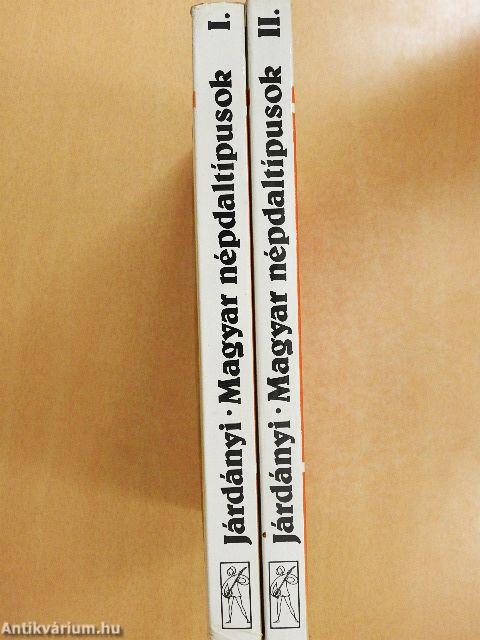 Járdányi · Magyar népdaltípusok I.
Járdányi · Magyar népdaltípusok II.
Antikvárium.hu